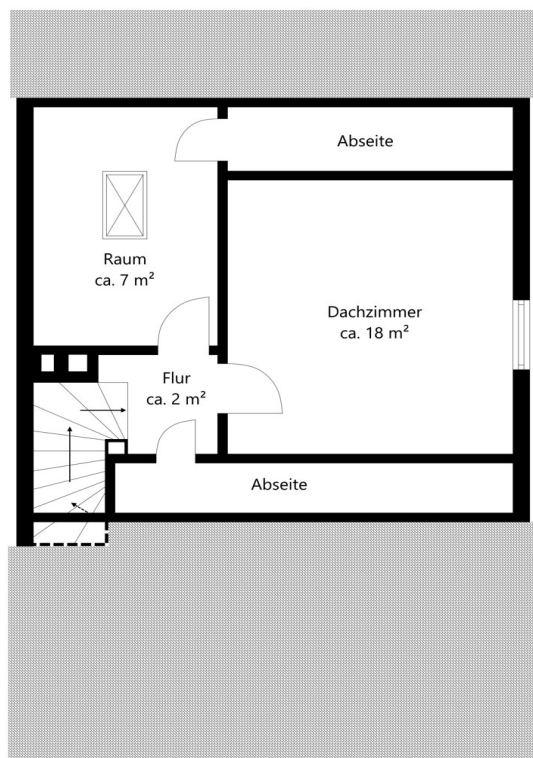 Abseite
Raum
ca. 7 m²
Dachzimmer
ca. 18 m²
Flur
ca. 2 m²
Abseite